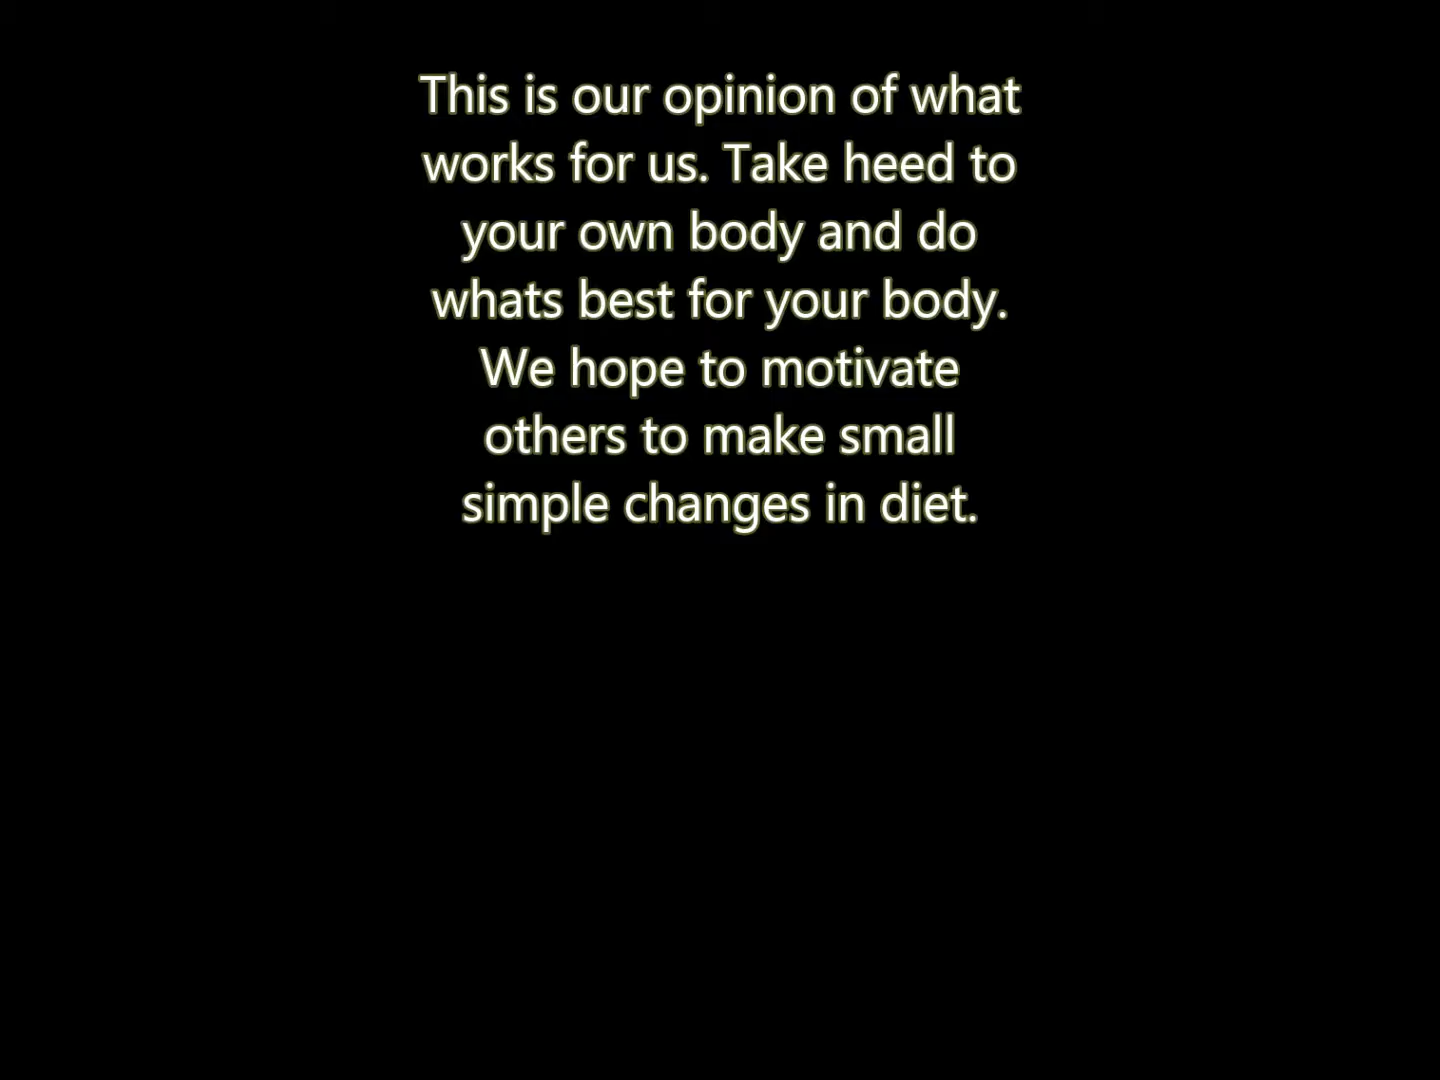 This is our opinion of what
works for us. Take heed to
your own body and do
whats best for your body.
We hope to motivate
others to make small
simple changes in diet.